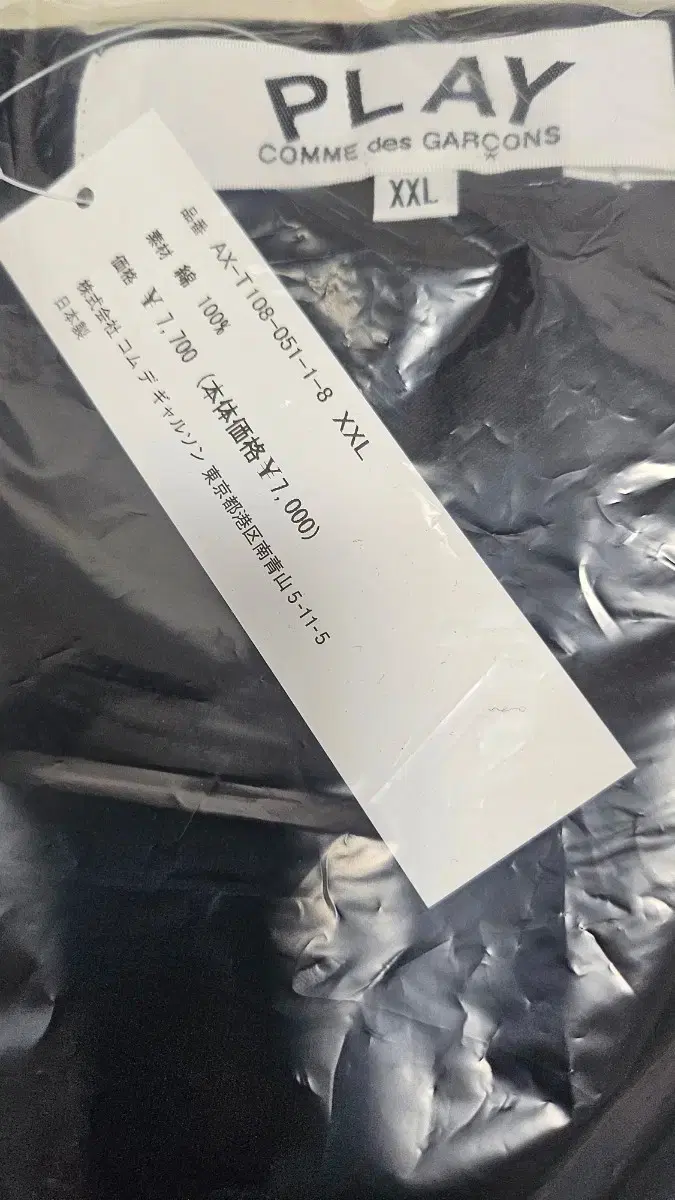 PLAY
COMME des GARÇONS
XXL
品番 AX-T108-051-1-8 XXL
素材 綿 100%
価格 ¥ 7,700 (本体価格¥7,000)
株式会社 コム デ ギャルソン 東京都港区南青山 5-11-5
日本製